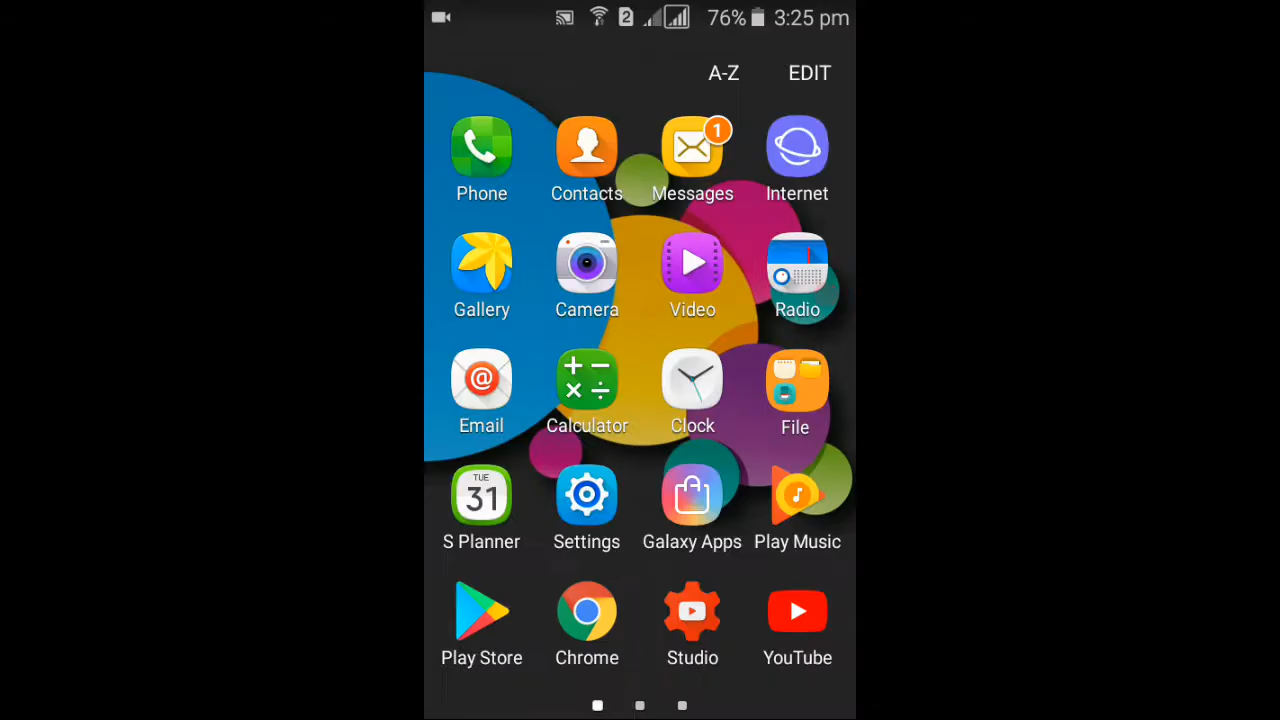 2 76% 3:25 pm
A-Z EDIT
1
Phone Contacts Messages Internet
Gallery Camera Video Radio
@
Email Calculator Clock File
TUE
31
S Planner Settings Galaxy Apps Play Music
Play Store Chrome Studio YouTube